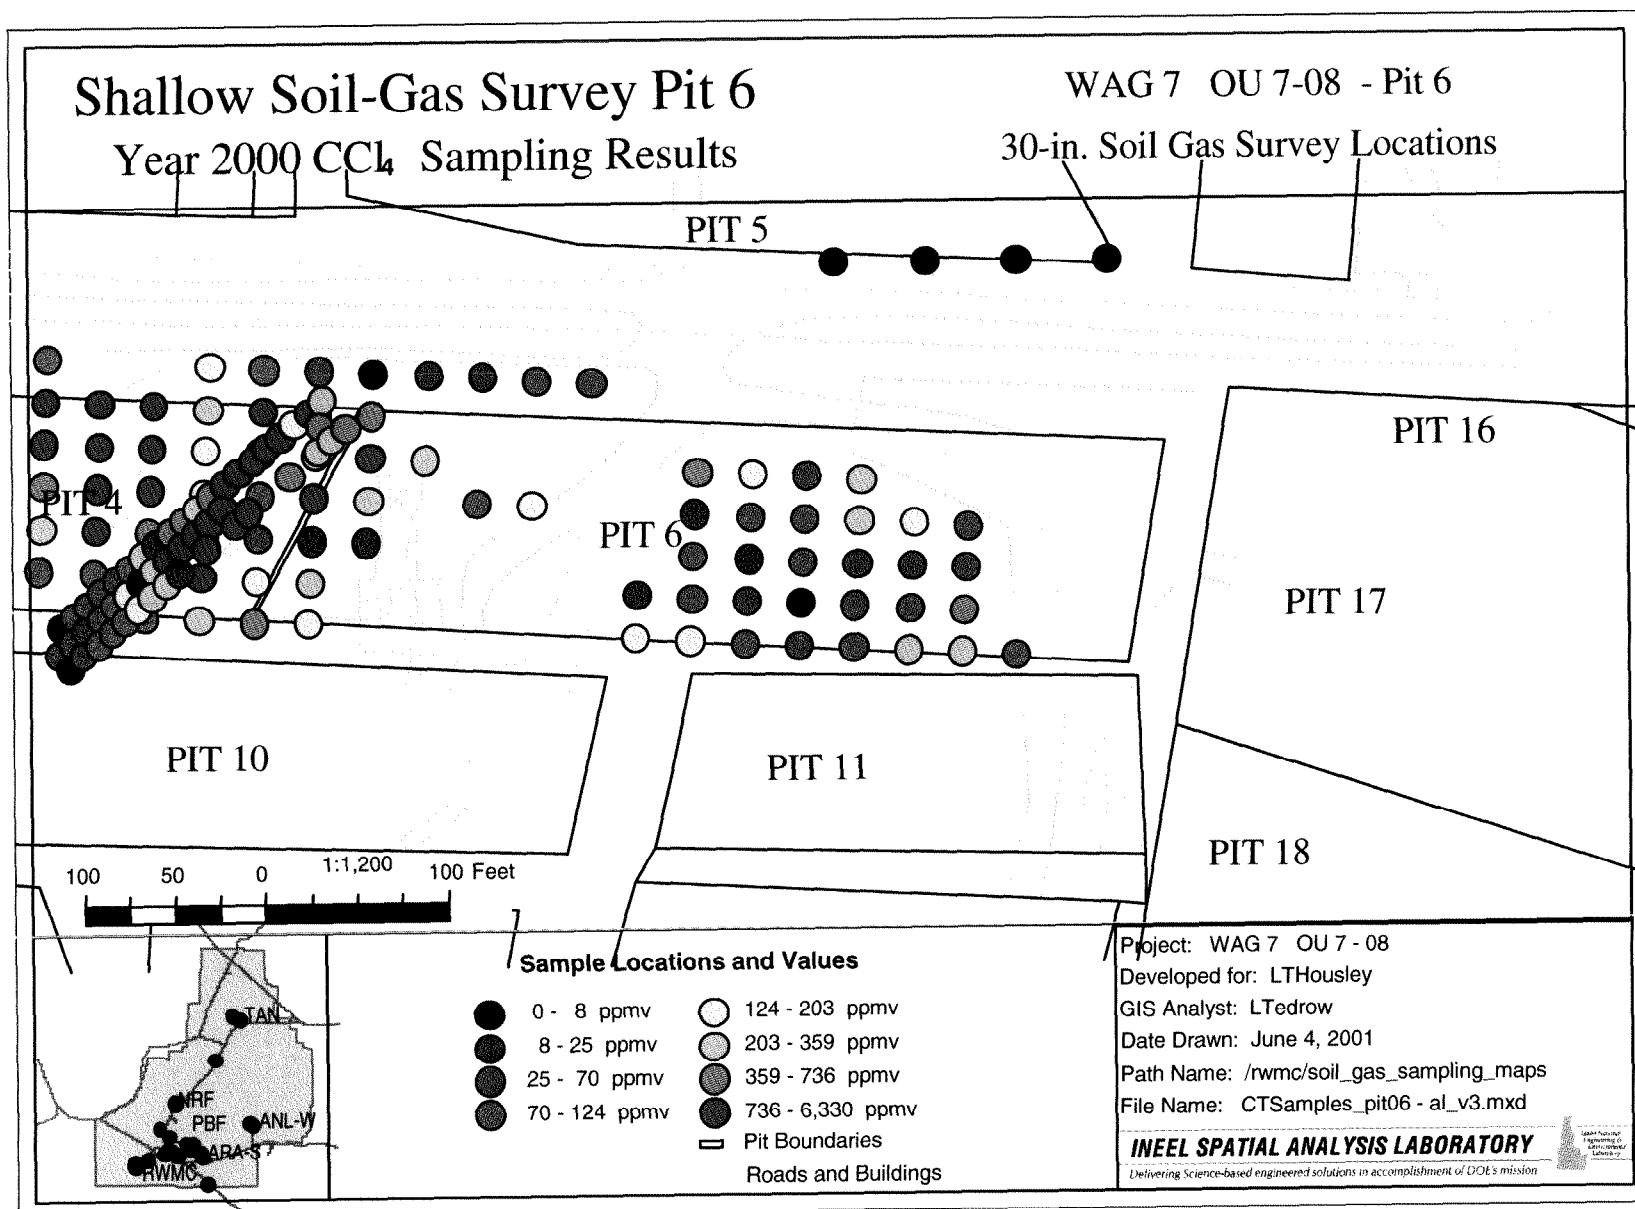 Shallow Soil-Gas Survey Pit 6
Year 2000 CCl4 Sampling Results
WAG 7 OU 7-08 - Pit 6
30-in. Soil Gas Survey Locations
PIT 5
PIT 16
PIT 4
PIT 6
PIT 17
PIT 10
PIT 11
PIT 18
100 50 0 1:1,200 100 Feet
TAN
NRF
PBF
ANL-W
ARA-S
RWMC
Sample Locations and Values
0 - 8 ppmv
8 - 25 ppmv
25 - 70 ppmv
70 - 124 ppmv
124 - 203 ppmv
203 - 359 ppmv
359 - 736 ppmv
736 - 6,330 ppmv
Pit Boundaries
Roads and Buildings
Project: WAG 7 OU 7 - 08
Developed for: LTHousley
GIS Analyst: LTedrow
Date Drawn: June 4, 2001
Path Name: /rwmc/soil_gas_sampling_maps
File Name: CTSamples_pit06 - al_v3.mxd
INEEL SPATIAL ANALYSIS LABORATORY
Delivering Science-based engineered solutions in accomplishment of DOE's mission